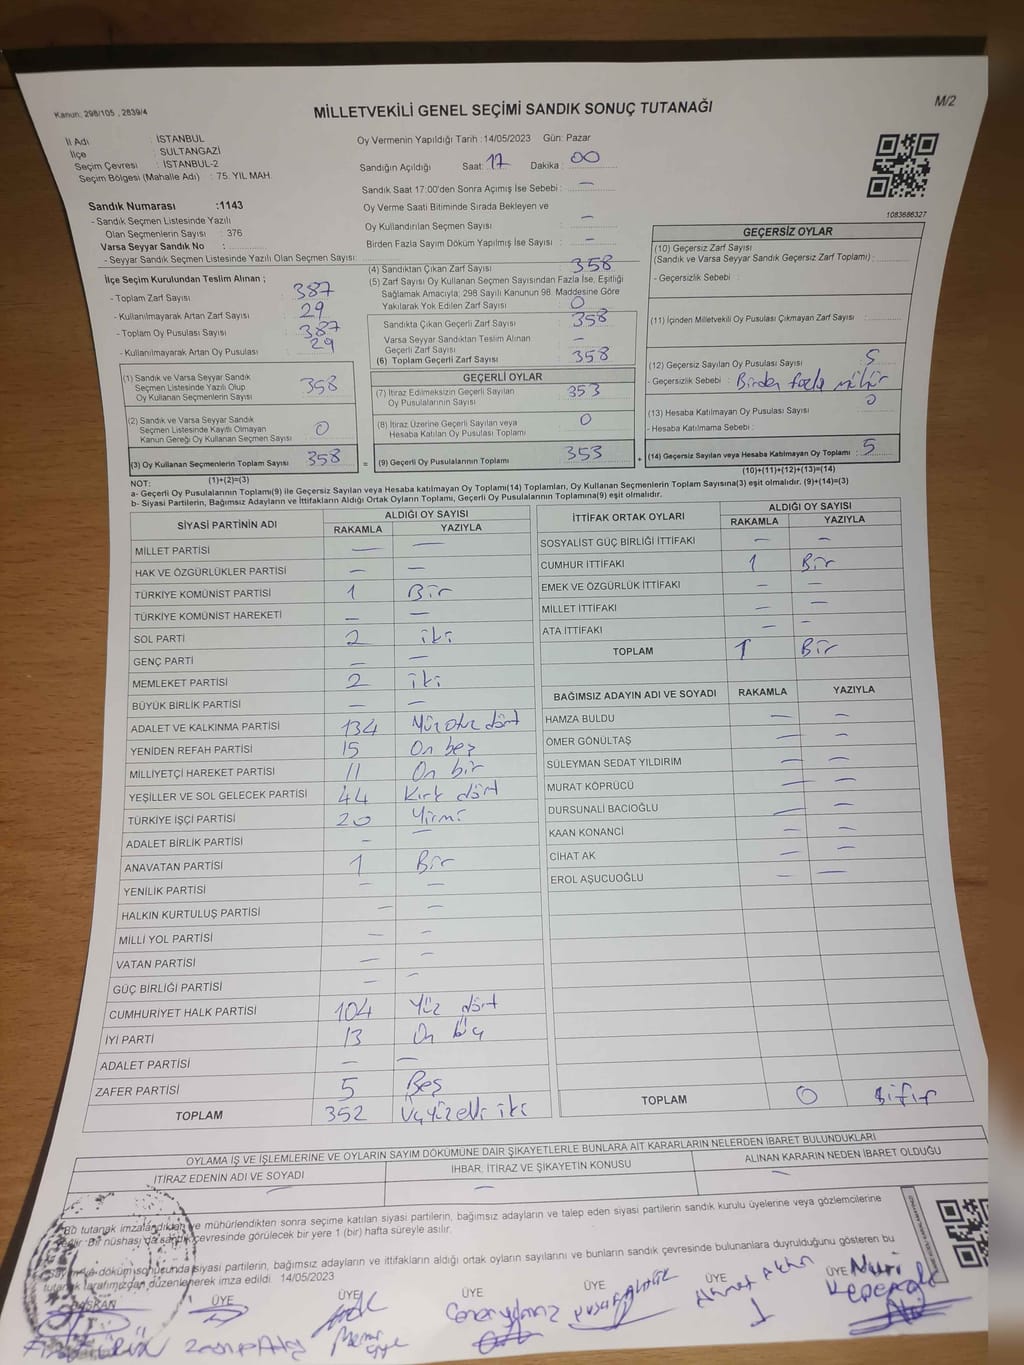 Kanun: 298/105 , 2839/4
MİLLETVEKİLİ GENEL SEÇİMİ SANDIK SONUÇ TUTANAĞI
M/2
İl Adı : İSTANBUL
İlçe : SULTANGAZİ
Seçim Çevresi : İSTANBUL-2
Seçim Bölgesi (Mahalle Adı) : 75. YIL MAH.
Oy Vermenin Yapıldığı Tarih :14/05/2023 Gün: Pazar
Sandığın Açıldığı Saat: 17 Dakika : 00
Sandık Saat 17:00'den Sonra Açımış İse Sebebi : —
Oy Verme Saati Bitiminde Sırada Bekleyen ve
Oy Kullandırılan Seçmen Sayısı : —
Birden Fazla Sayım Döküm Yapılmış İse Sayısı : —
1083686327
Sandık Numarası :1143
- Sandık Seçmen Listesinde Yazılı
Olan Seçmenlerin Sayısı : 376
Varsa Seyyar Sandık No :
- Seyyar Sandık Seçmen Listesinde Yazılı Olan Seçmen Sayısı:
İlçe Seçim Kurulundan Teslim Alınan ;
- Toplam Zarf Sayısı : 387
- Kullanılmayarak Artan Zarf Sayısı : 29
- Toplam Oy Pusulası Sayısı : 387
- Kullanılmayarak Artan Oy Pusulası : 29
(4) Sandıktan Çıkan Zarf Sayısı : 358
(5) Zarf Sayısı Oy Kullanan Seçmen Sayısından Fazla İse, Eşitliği
Sağlamak Amacıyla; 298 Sayılı Kanunun 98. Maddesine Göre
Yakılarak Yok Edilen Zarf Sayısı : 0
Sandıkta Çıkan Geçerli Zarf Sayısı : 358
Varsa Seyyar Sandıktan Teslim Alınan
Geçerli Zarf Sayısı : —
(6) Toplam Geçerli Zarf Sayısı : 358
GEÇERSİZ OYLAR
(10) Geçersiz Zarf Sayısı
(Sandık ve Varsa Seyyar Sandık Geçersiz Zarf Toplamı) :
- Geçersizlik Sebebi :
(11) İçinden Milletvekili Oy Pusulası Çıkmayan Zarf Sayısı :
(12) Geçersiz Sayılan Oy Pusulası Sayısı : 5
- Geçersizlik Sebebi : Birden fazla mühür
(13) Hesaba Katılmayan Oy Pusulası Sayısı : 0
- Hesaba Katılmama Sebebi :
(14) Geçersiz Sayılan veya Hesaba Katılmayan Oy Toplamı : 5
(10)+(11)+(12)+(13)=(14)
(1) Sandık ve Varsa Seyyar Sandık
Seçmen Listesinde Yazılı Olup
Oy Kullanan Seçmenlerin Sayısı : 358
(2) Sandık ve Varsa Seyyar Sandık
Seçmen Listesinde Kayıtlı Olmayan
Kanun Gereği Oy Kullanan Seçmen Sayısı : 0
(3) Oy Kullanan Seçmenlerin Toplam Sayısı : 358
(1)+(2)=(3)
GEÇERLİ OYLAR
(7) İtiraz Edilmeksizin Geçerli Sayılan
Oy Pusulalarının Sayısı : 353
(8) İtiraz Üzerine Geçerli Sayılan veya
Hesaba Katılan Oy Pusulası Toplamı : 0
= (9) Geçerli Oy Pusulalarının Toplamı : 353 +
NOT:
a- Geçerli Oy Pusulalarının Toplamı(9) ile Geçersiz Sayılan veya Hesaba katılmayan Oy Toplamı(14) Toplamları, Oy Kullanan Seçmenlerin Toplam Sayısına(3) eşit olmalıdır. (9)+(14)=(3)
b- Siyasi Partilerin, Bağımsız Adayların ve İttifakların Aldığı Ortak Oyların Toplamı, Geçerli Oy Pusulalarının Toplamına(9) eşit olmalıdır.
SİYASİ PARTİNİN ADI ALDIĞI OY SAYISI
RAKAMLA YAZIYLA
MİLLET PARTİSİ — —
HAK VE ÖZGÜRLÜKLER PARTİSİ — —
TÜRKİYE KOMÜNİST PARTİSİ 1 Bir
TÜRKİYE KOMÜNİST HAREKETİ — —
SOL PARTİ 2 iki
GENÇ PARTİ — —
MEMLEKET PARTİSİ 2 iki
BÜYÜK BİRLİK PARTİSİ — —
ADALET VE KALKINMA PARTİSİ 134 Yüz otuz dört
YENİDEN REFAH PARTİSİ 15 On beş
MİLLİYETÇİ HAREKET PARTİSİ 11 On bir
YEŞİLLER VE SOL GELECEK PARTİSİ 44 Kırk dört
TÜRKİYE İŞÇİ PARTİSİ 20 Yirmi
ADALET BİRLİK PARTİSİ — —
ANAVATAN PARTİSİ 1 Bir
YENİLİK PARTİSİ — —
HALKIN KURTULUŞ PARTİSİ — —
MİLLİ YOL PARTİSİ — —
VATAN PARTİSİ — —
GÜÇ BİRLİĞİ PARTİSİ — —
CUMHURİYET HALK PARTİSİ 104 Yüz dört
İYİ PARTİ 13 On üç
ADALET PARTİSİ — —
ZAFER PARTİSİ 5 Beş
TOPLAM 352 Üçyüzelli iki
İTTİFAK ORTAK OYLARI ALDIĞI OY SAYISI
RAKAMLA YAZIYLA
SOSYALİST GÜÇ BİRLİĞİ İTTİFAKI — —
CUMHUR İTTİFAKI 1 Bir
EMEK VE ÖZGÜRLÜK İTTİFAKI — —
MİLLET İTTİFAKI — —
ATA İTTİFAKI — —
TOPLAM 1 Bir
BAĞIMSIZ ADAYIN ADI VE SOYADI RAKAMLA YAZIYLA
HAMZA BULDU — —
ÖMER GÖNÜLTAŞ — —
SÜLEYMAN SEDAT YILDIRIM — —
MURAT KÖPRÜCÜ — —
DURSUNALİ BACIOĞLU — —
KAAN KONANCI — —
CİHAT AK — —
EROL AŞUCUOĞLU — —
TOPLAM 0 Sıfır
OYLAMA İŞ VE İŞLEMLERİNE VE OYLARIN SAYIM DÖKÜMÜNE DAİR ŞİKAYETLERLE BUNLARA AİT KARARLARIN NELERDEN İBARET BULUNDUKLARI
İTİRAZ EDENİN ADI VE SOYADI İHBAR, İTİRAZ VE ŞİKAYETİN KONUSU ALINAN KARARIN NEDEN İBARET OLDUĞU
— — —
Bu tutanak imzalandıktan ve mühürlendikten sonra seçime katılan siyasi partilerin, bağımsız adayların ve talep eden siyasi partilerin sandık kurulu üyelerine veya gözlemcilerine
verilir. Bir nüshası da sandık çevresinde görülecek bir yere 1 (bir) hafta süreyle asılır.
Sayım ve döküm sonucunda siyasi partilerin, bağımsız adayların ve ittifakların aldığı ortak oyların sayılarını ve bunların sandık çevresinde bulunanlara duyrulduğunu gösteren bu
tutanak tarafımızdan düzenlenerek imza edildi. 14/05/2023
BAŞKAN ÜYE ÜYE ÜYE ÜYE ÜYE ÜYE
Nuri